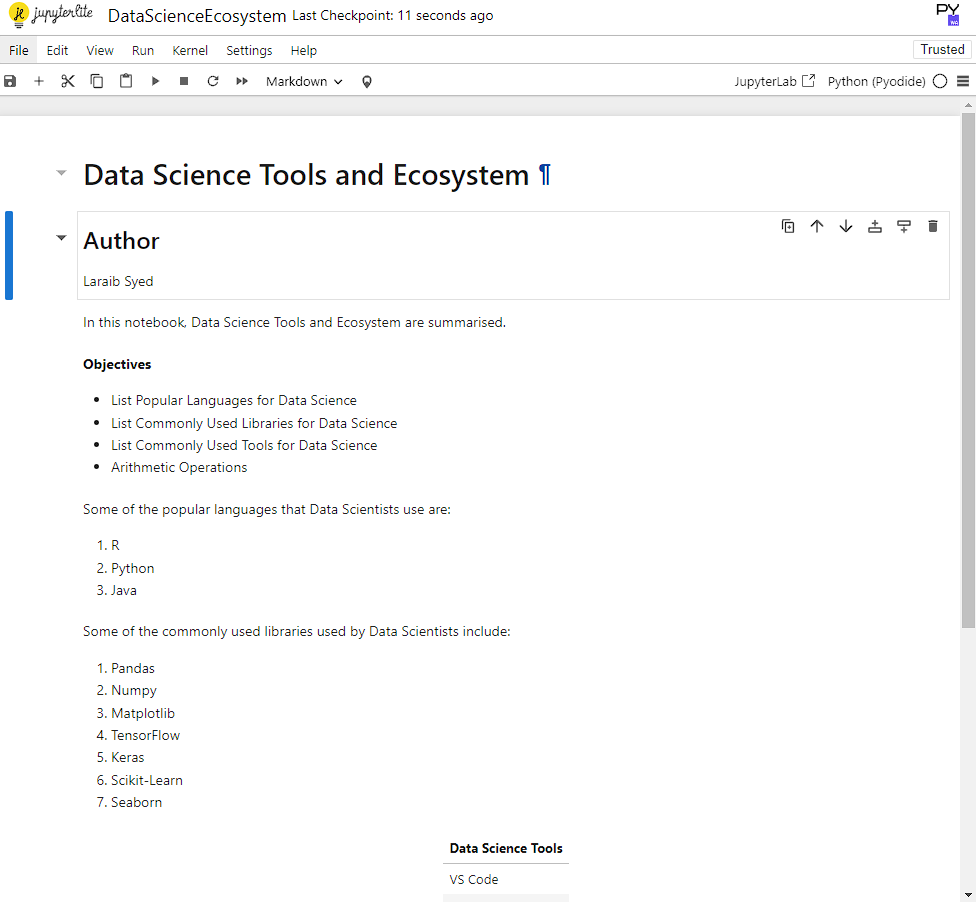 jupyterlite DataScienceEcosystem Last Checkpoint: 11 seconds ago
PY
WA
File Edit View Run Kernel Settings Help Trusted
Markdown JupyterLab Python (Pyodide)
Data Science Tools and Ecosystem ¶
Author
Laraib Syed
In this notebook, Data Science Tools and Ecosystem are summarised.
Objectives
• List Popular Languages for Data Science
• List Commonly Used Libraries for Data Science
• List Commonly Used Tools for Data Science
• Arithmetic Operations
Some of the popular languages that Data Scientists use are:
1. R
2. Python
3. Java
Some of the commonly used libraries used by Data Scientists include:
1. Pandas
2. Numpy
3. Matplotlib
4. TensorFlow
5. Keras
6. Scikit-Learn
7. Seaborn
Data Science Tools
VS Code